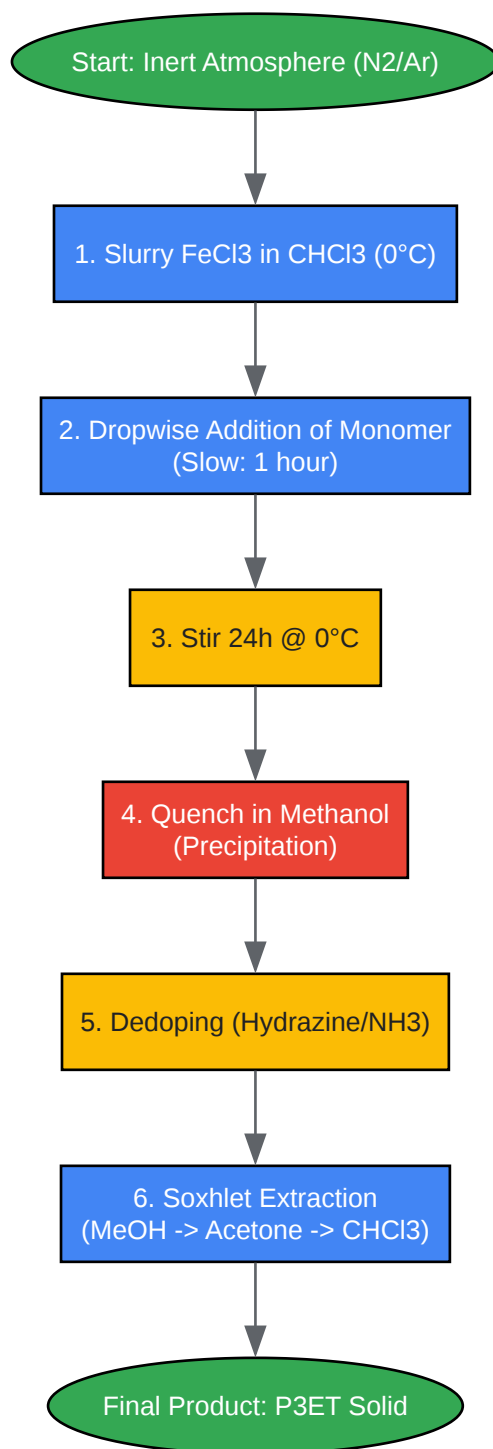 Start: Inert Atmosphere (N2/Ar)
1. Slurry FeCl3 in CHCl3 (0°C)
2. Dropwise Addition of Monomer
(Slow: 1 hour)
3. Stir 24h @ 0°C
4. Quench in Methanol
(Precipitation)
5. Dedoping (Hydrazine/NH3)
6. Soxhlet Extraction
(MeOH -> Acetone -> CHCl3)
Final Product: P3ET Solid